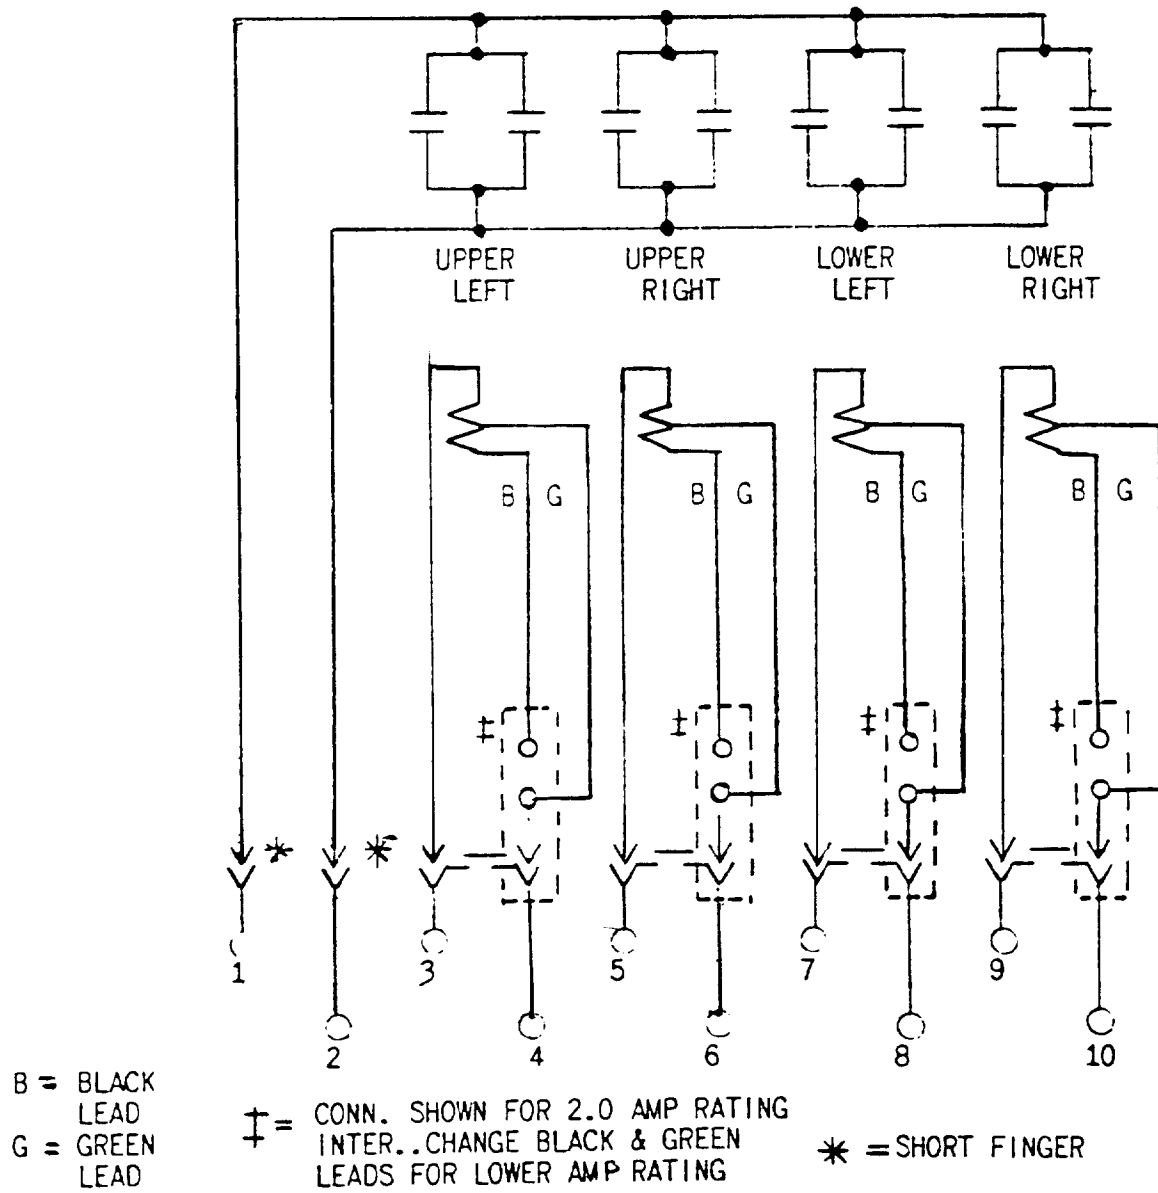 UPPER LEFT
UPPER RIGHT
LOWER LEFT
LOWER RIGHT
B G
B G
B G
B G
‡ ‡ ‡ ‡
* *
1 3 5 7 9
2 4 6 8 10
B = BLACK
LEAD
G = GREEN
LEAD
‡ = CONN. SHOWN FOR 2.0 AMP RATING
INTER..CHANGE BLACK & GREEN
LEADS FOR LOWER AMP RATING
* = SHORT FINGER